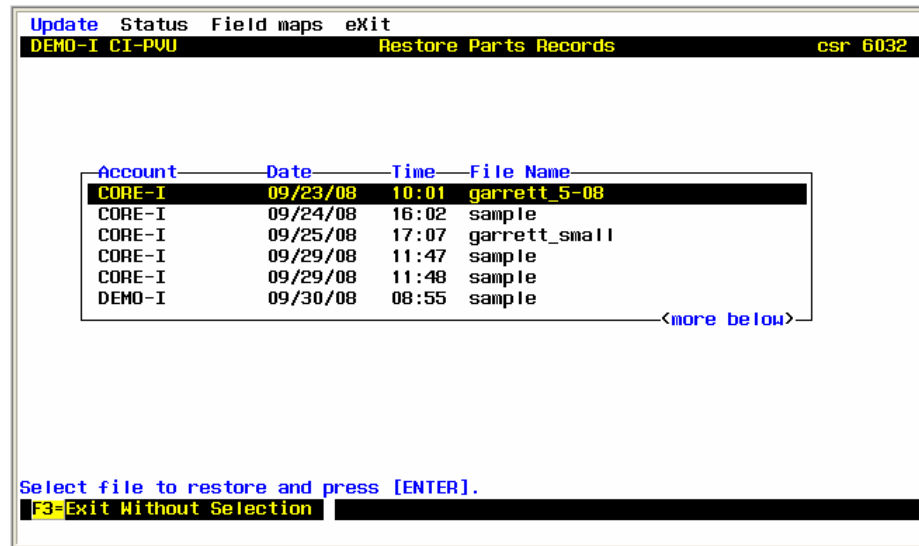 Update Status Field maps eXit
DEMO-I CI-PVU Restore Parts Records csr 6032
Account Date Time File Name
CORE-I 09/23/08 10:01 garrett_5-08
CORE-I 09/24/08 16:02 sample
CORE-I 09/25/08 17:07 garrett_small
CORE-I 09/29/08 11:47 sample
CORE-I 09/29/08 11:48 sample
DEMO-I 09/30/08 08:55 sample
<more below>
Select file to restore and press [ENTER].
F3=Exit Without Selection